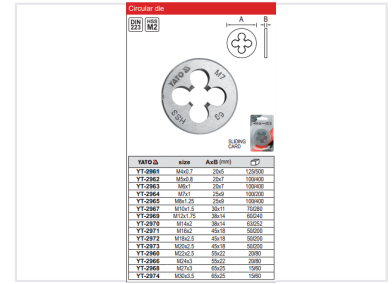 Circular die
DIN 223 HSS M2
A B
YATO M7 HSS 6g
SLIDING CARD
YATO size AxB (mm)
YT-2961 M4x0.7 20x5 125/500
YT-2962 M5x0.8 20x7 100/400
YT-2963 M6x1 20x7 100/400
YT-2964 M7x1 25x9 100/200
YT-2965 M8x1.25 25x9 100/400
YT-2967 M10x1.5 30x11 70/280
YT-2969 M12x1.75 38x14 60/240
YT-2970 M14x2 38x14 63/252
YT-2971 M16x2 45x18 50/200
YT-2972 M18x2.5 45x18 50/200
YT-2973 M20x2.5 45x18 50/200
YT-2960 M22x2.5 55x22 20/80
YT-2966 M24x3 55x22 20/80
YT-2968 M27x3 65x25 15/60
YT-2974 M30x3.5 65x25 15/60